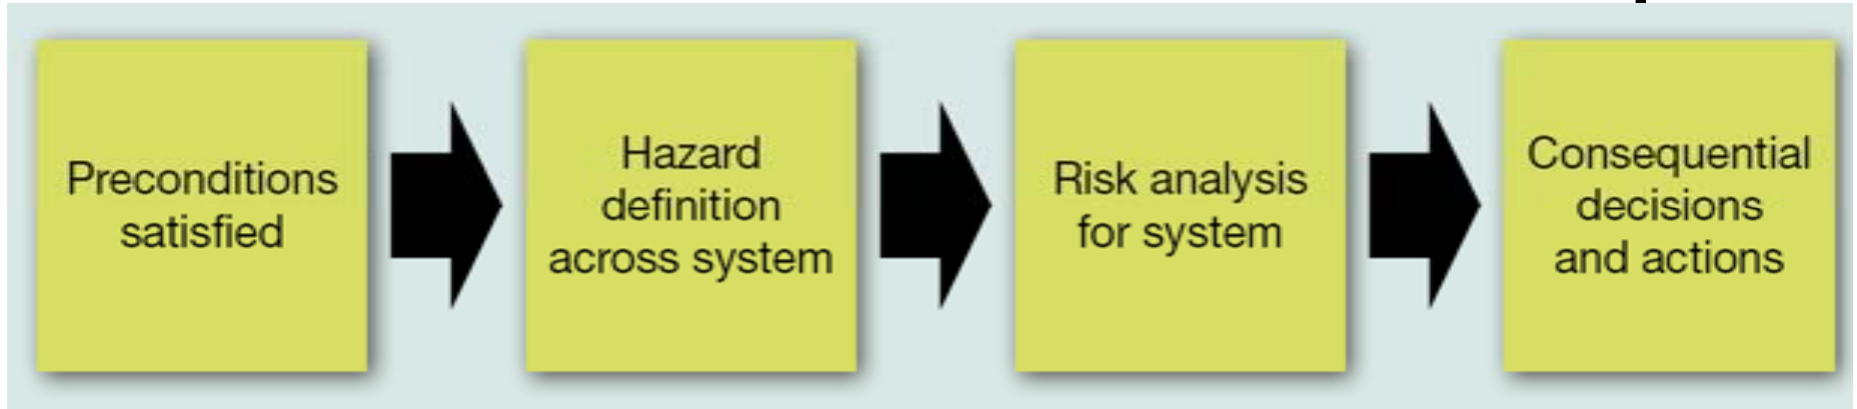 Preconditions
satisfied
Hazard
definition
across system
Risk analysis
for system
Consequential
decisions
and actions